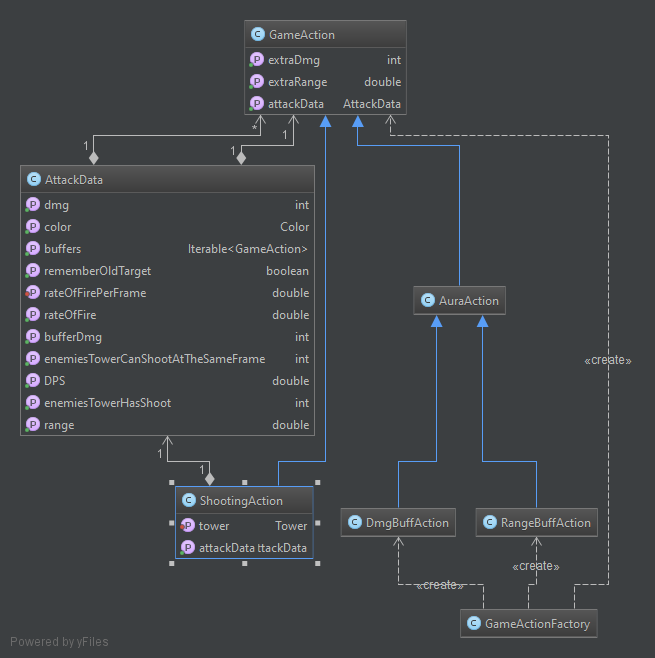 GameAction
extraDmg int
extraRange double
attackData AttackData
* 1
1 1
AttackData
dmg int
color Color
buffers Iterable<GameAction>
rememberOldTarget boolean
rateOfFirePerFrame double
rateOfFire double
bufferDmg int
enemiesTowerCanShootAtTheSameFrame int
DPS double
enemiesTowerHasShoot int
range double
AuraAction
«create»
1
1
ShootingAction
tower Tower
attackData ttackData
DmgBuffAction
RangeBuffAction
«create»
«create»
GameActionFactory
Powered by yFiles